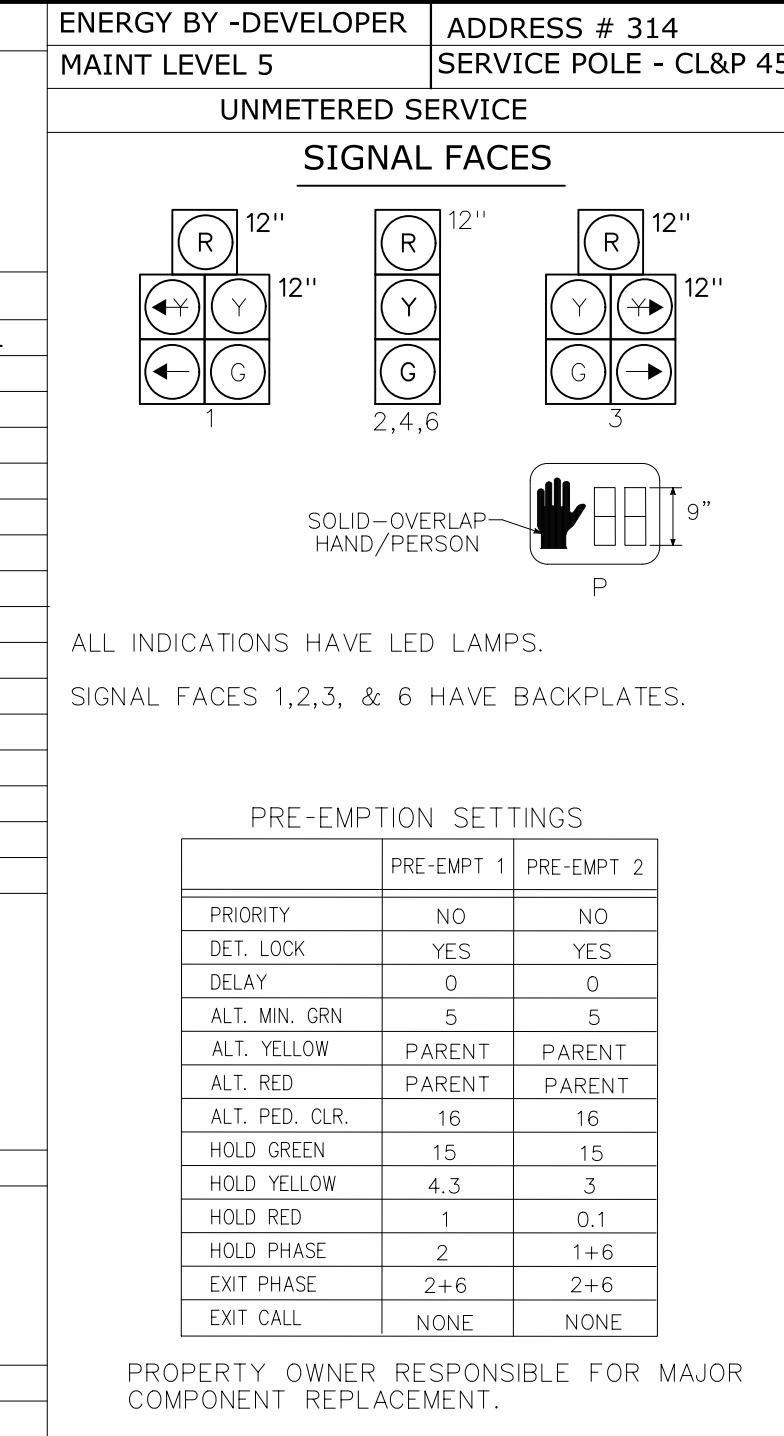 ENERGY BY -DEVELOPER ADDRESS # 314
MAINT LEVEL 5 SERVICE POLE - CL&P 45
UNMETERED SERVICE
SIGNAL FACES
R 12" R 12" R 12"
Y Y 12" Y Y Y 12"
G G G
1 2,4,6 3
SOLID-OVERLAP
HAND/PERSON
9"
P
ALL INDICATIONS HAVE LED LAMPS.
SIGNAL FACES 1,2,3, & 6 HAVE BACKPLATES.
PRE-EMPTION SETTINGS
PRE-EMPT 1 PRE-EMPT 2
PRIORITY NO NO
DET. LOCK YES YES
DELAY 0 0
ALT. MIN. GRN 5 5
ALT. YELLOW PARENT PARENT
ALT. RED PARENT PARENT
ALT. PED. CLR. 16 16
HOLD GREEN 15 15
HOLD YELLOW 4.3 3
HOLD RED 1 0.1
HOLD PHASE 2 1+6
EXIT PHASE 2+6 2+6
EXIT CALL NONE NONE
PROPERTY OWNER RESPONSIBLE FOR MAJOR
COMPONENT REPLACEMENT.